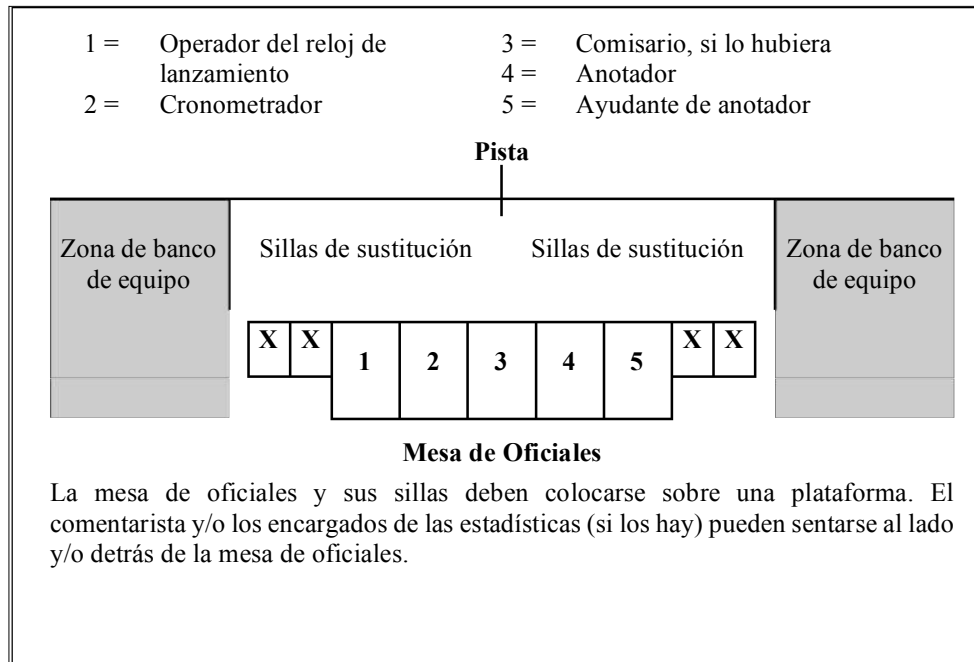 1 = Operador del reloj de 3 = Comisario, si lo hubiera
lanzamiento 4 = Anotador
2 = Cronometrador 5 = Ayudante de anotador
Pista
Zona de banco Sillas de sustitución Sillas de sustitución Zona de banco
de equipo de equipo
X X 1 2 3 4 5 X X
Mesa de Oficiales
La mesa de oficiales y sus sillas deben colocarse sobre una plataforma. El
comentarista y/o los encargados de las estadísticas (si los hay) pueden sentarse al lado
y/o detrás de la mesa de oficiales.